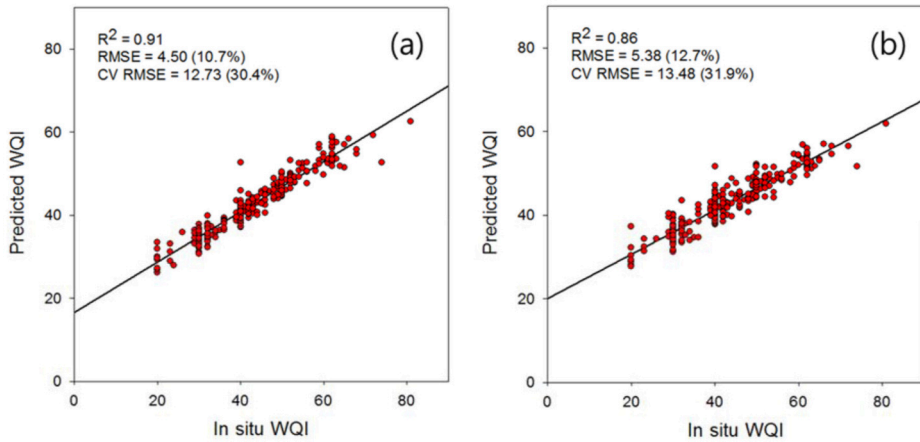 R² = 0.91
RMSE = 4.50 (10.7%)
CV RMSE = 12.73 (30.4%)
(a)
Predicted WQI
80
60
40
20
0
0 20 40 60 80
In situ WQI
R² = 0.86
RMSE = 5.38 (12.7%)
CV RMSE = 13.48 (31.9%)
(b)
Predicted WQI
80
60
40
20
0
0 20 40 60 80
In situ WQI